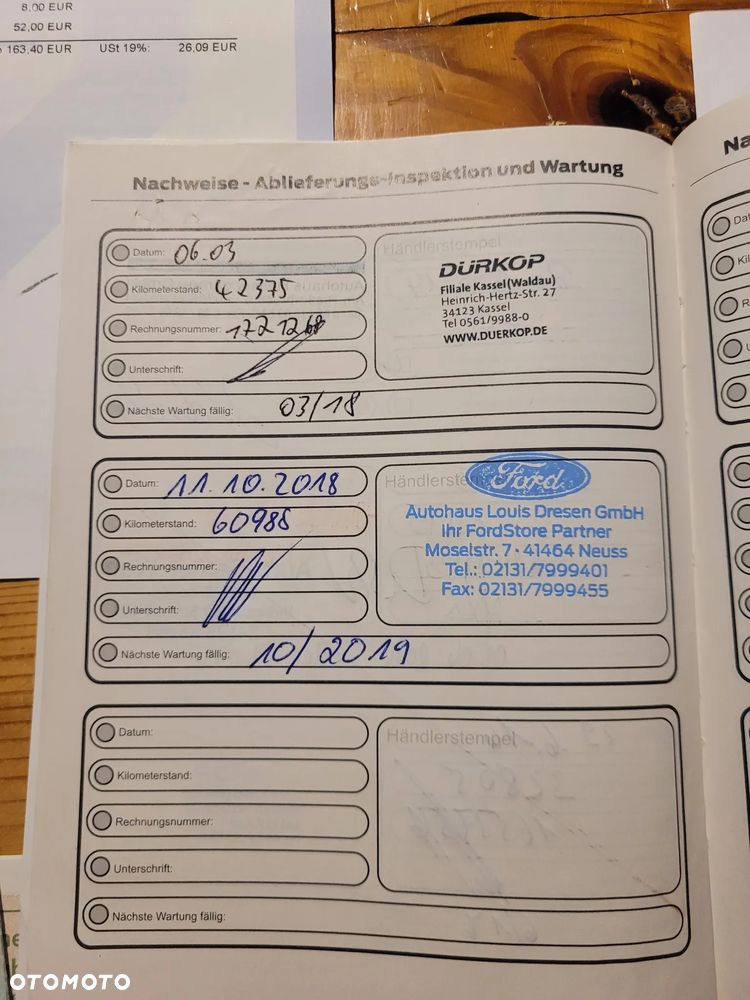 8,00 EUR
52,00 EUR
163,40 EUR USt 19%: 26,09 EUR
Nachweise - Ablieferungs-Inspektion und Wartung
Datum: 06.03
Kilometerstand: 42375
Rechnungsnummer: 1721268
Unterschrift:
Nächste Wartung fällig: 03/18
Händlerstempel
DÜRKOP
Filiale Kassel (Waldau)
Heinrich-Hertz-Str. 27
34123 Kassel
Tel 0561/9988-0
WWW.DUERKOP.DE
Datum: 11.10.2018
Kilometerstand: 60988
Rechnungsnummer:
Unterschrift:
Nächste Wartung fällig: 10/2019
Ford
Autohaus Louis Dresen GmbH
Ihr FordStore Partner
Moselstr. 7 · 41464 Neuss
Tel.: 02131/7999401
Fax: 02131/7999455
Datum:
Kilometerstand:
Rechnungsnummer:
Unterschrift:
Nächste Wartung fällig:
Händlerstempel
OTOMOTO